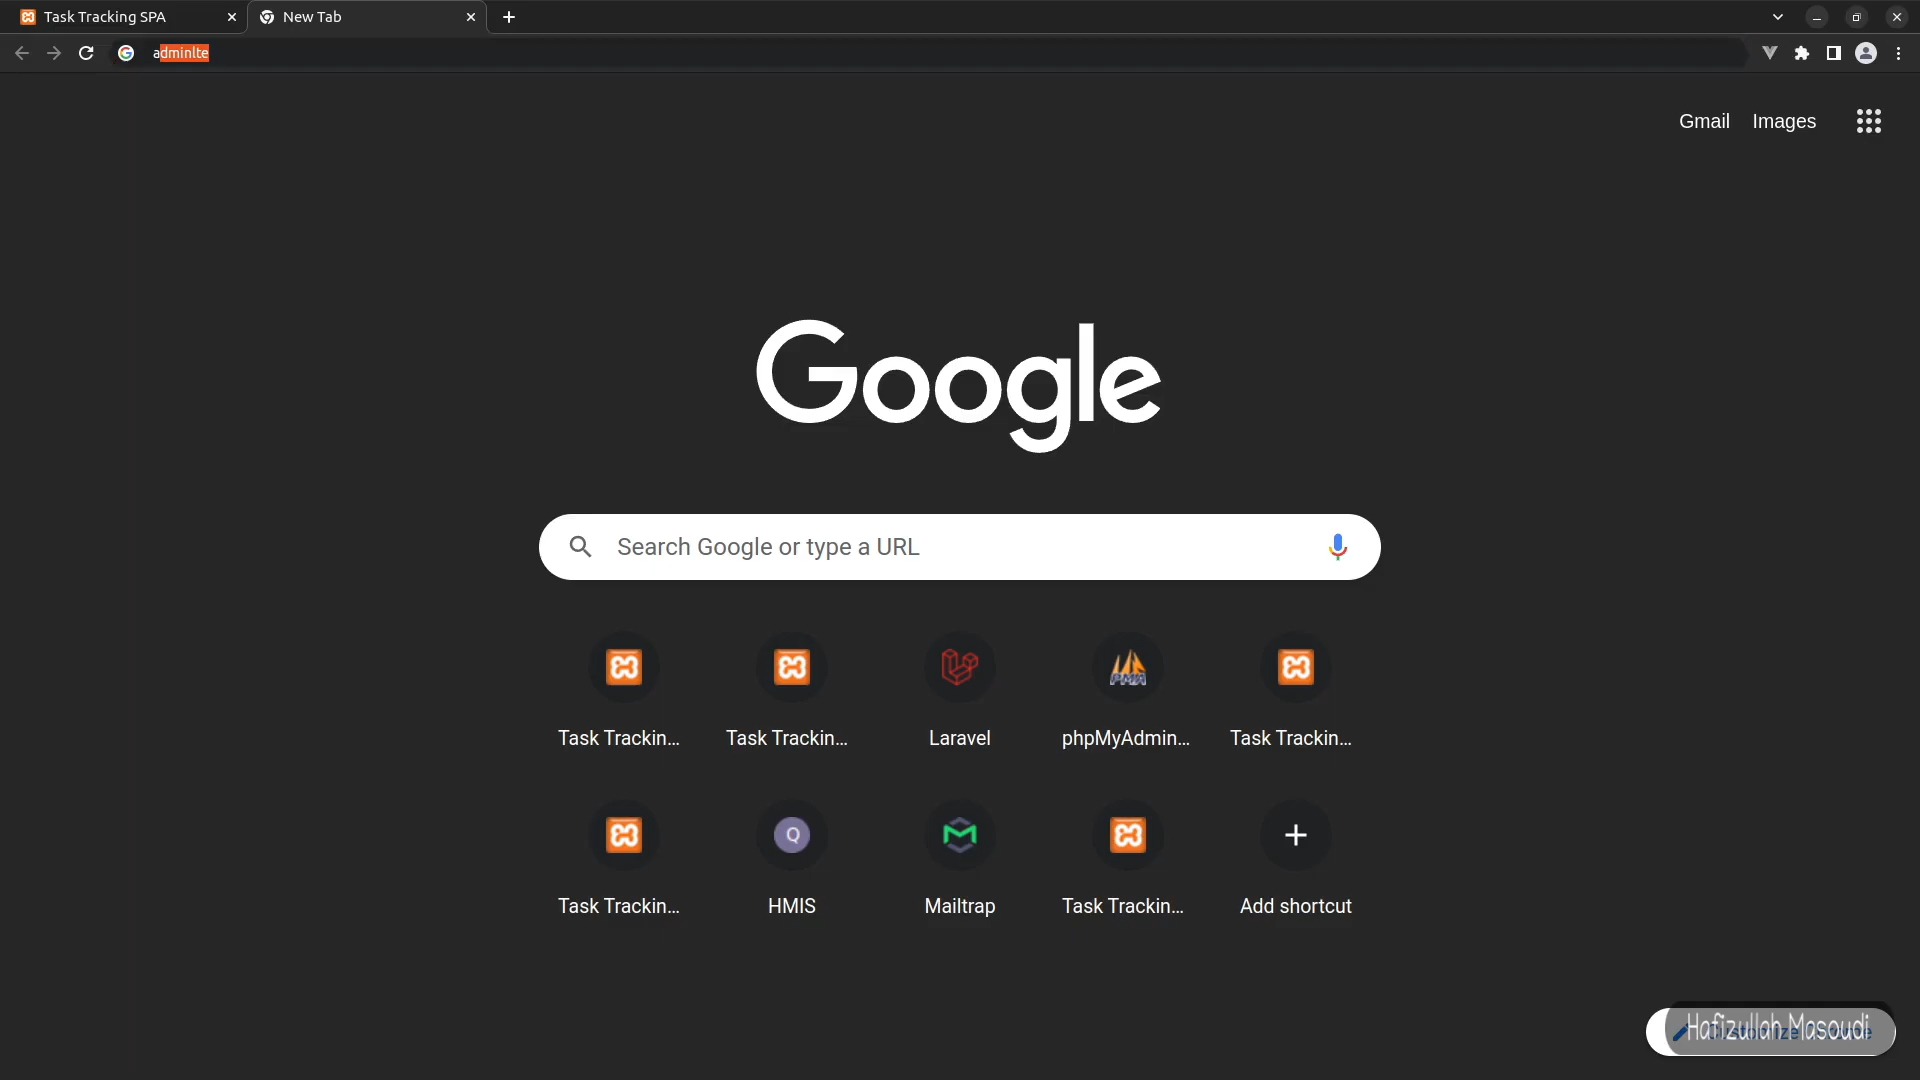 Task Tracking SPA
New Tab
adminlte
Gmail Images
Google
Search Google or type a URL
Task Trackin...
Task Trackin...
Laravel
phpMyAdmin...
Task Trackin...
PMA
Task Trackin...
Q
HMIS
Mailtrap
Task Trackin...
Add shortcut
Hafizullah Masoudi